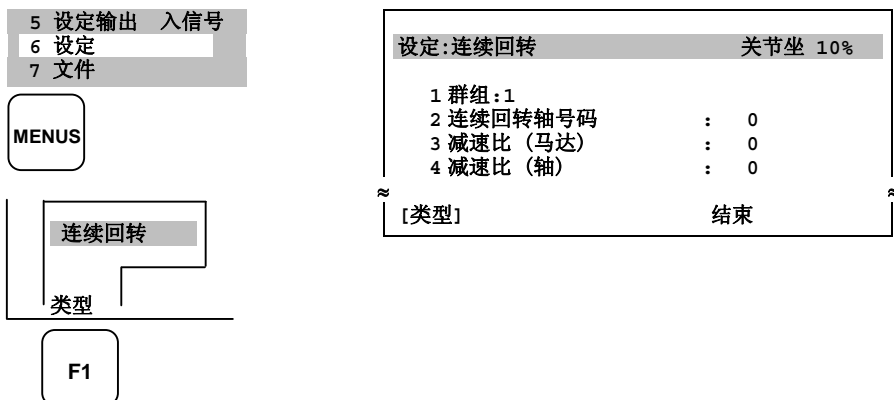 5 设定输出 入信号
6 设定
7 文件
MENUS
连续回转
类型
F1
设定:连续回转 关节坐 10%
1 群组:1
2 连续回转轴号码 : 0
3 减速比 (马达) : 0
4 减速比 (轴) : 0
≈ ≈
[类型] 结束